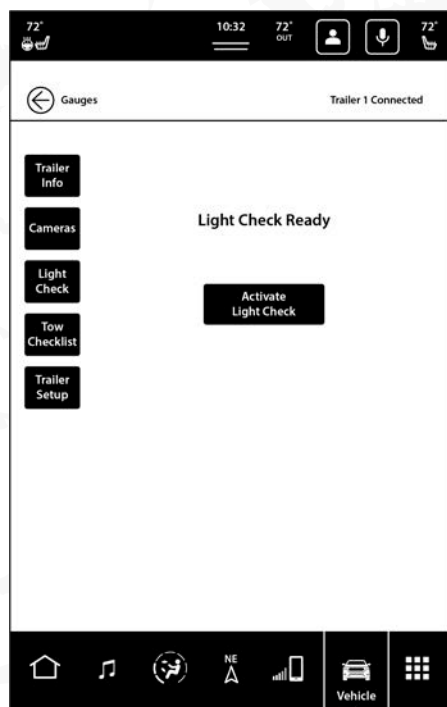 72°
10:32
72°
OUT
72°
Gauges
Trailer 1 Connected
Trailer
Info
Cameras
Light Check Ready
Light
Check
Activate
Light Check
Tow
Checklist
Trailer
Setup
NE
Vehicle